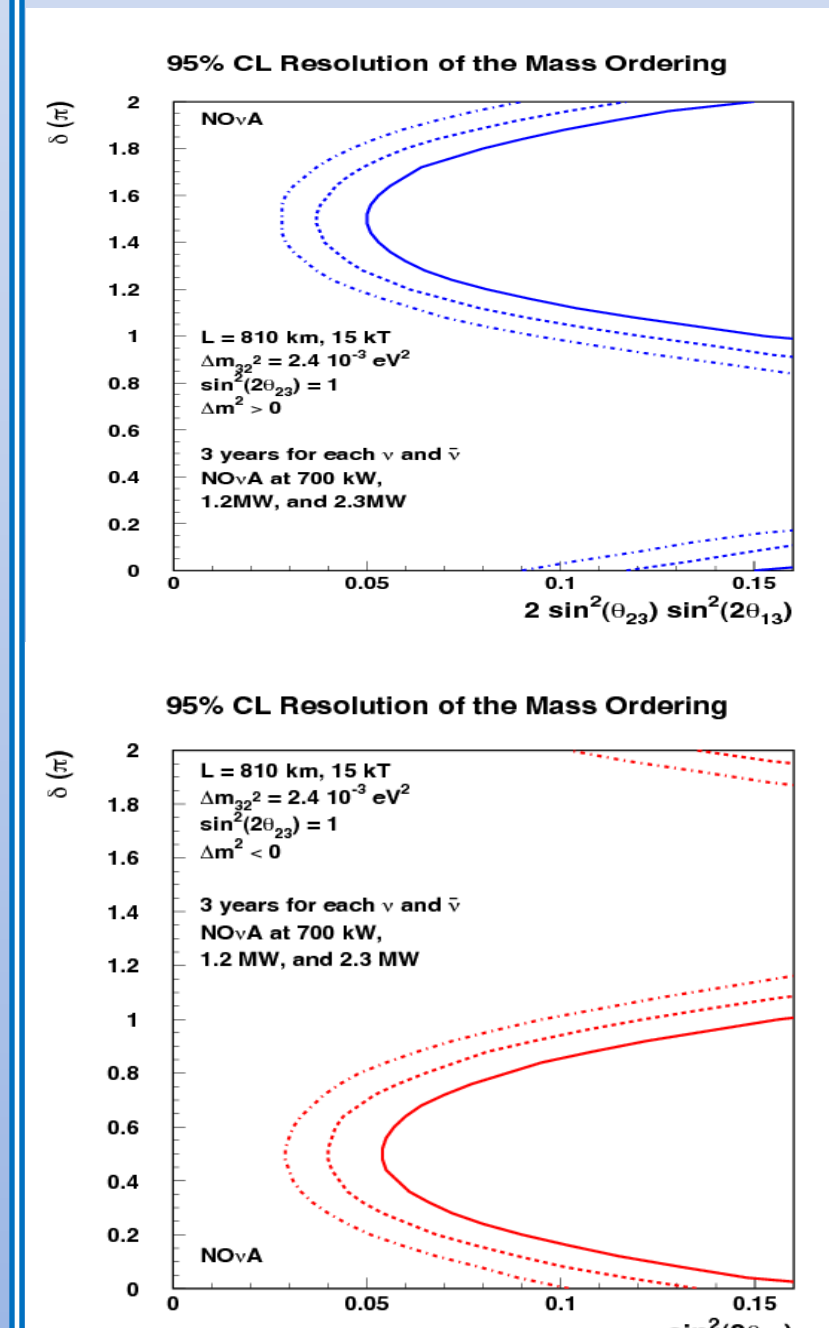 95% CL Resolution of the Mass Ordering
δ (π)
2
1.8
1.6
1.4
1.2
1
0.8
0.6
0.4
0.2
0
NOνA
L = 810 km, 15 kT
Δm₃₂² = 2.4 10⁻³ eV²
sin²(2θ₂₃) = 1
Δm² > 0
3 years for each ν and ν̄
NOνA at 700 kW,
1.2MW, and 2.3MW
0 0.05 0.1 0.15
2 sin²(θ₂₃) sin²(2θ₁₃)
95% CL Resolution of the Mass Ordering
δ (π)
2
1.8
1.6
1.4
1.2
1
0.8
0.6
0.4
0.2
0
L = 810 km, 15 kT
Δm₃₂² = 2.4 10⁻³ eV²
sin²(2θ₂₃) = 1
Δm² < 0
3 years for each ν and ν̄
NOνA at 700 kW,
1.2 MW, and 2.3 MW
NOνA
0 0.05 0.1 0.15